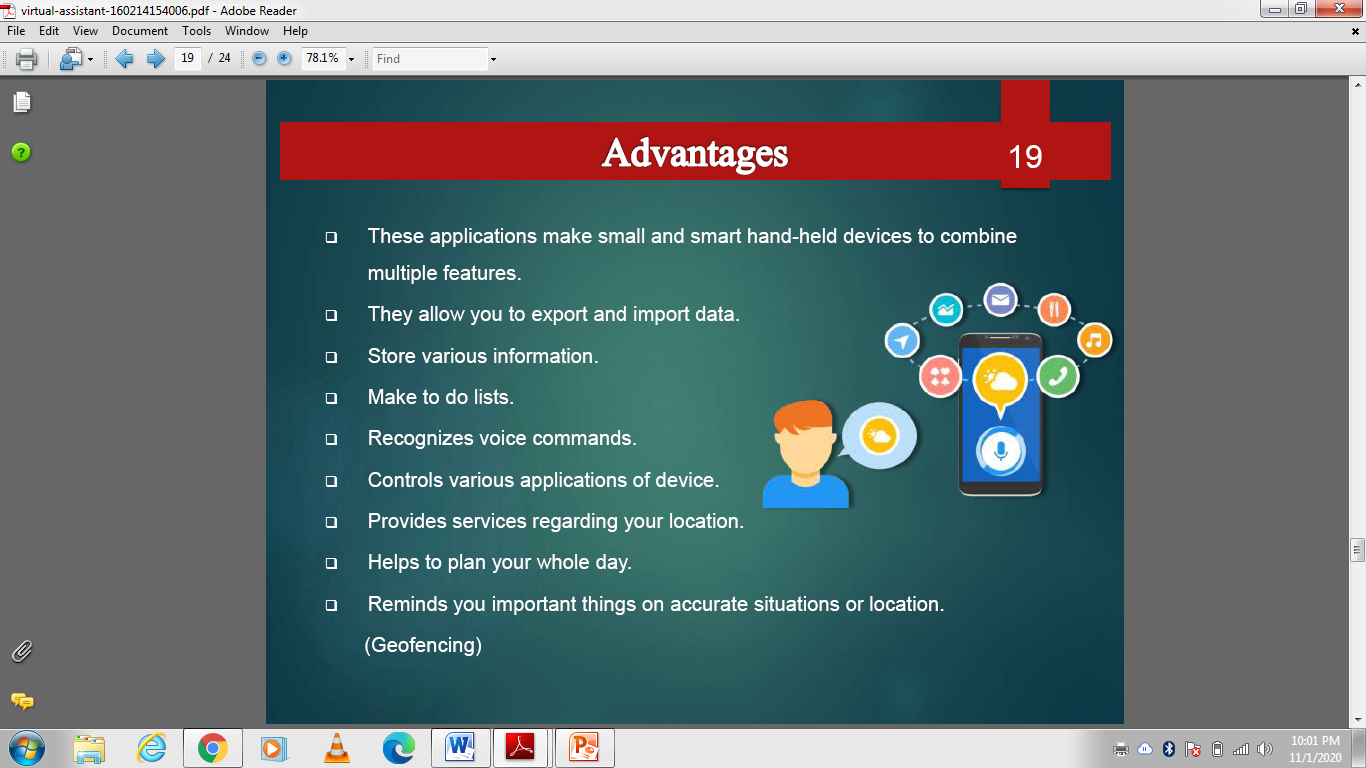 virtual-assistant-160214154006.pdf - Adobe Reader
File Edit View Document Tools Window Help
19 / 24 78.1% Find
Advantages
19
These applications make small and smart hand-held devices to combine
multiple features.
They allow you to export and import data.
Store various information.
Make to do lists.
Recognizes voice commands.
Controls various applications of device.
Provides services regarding your location.
Helps to plan your whole day.
Reminds you important things on accurate situations or location.
(Geofencing)
10:01 PM
11/1/2020